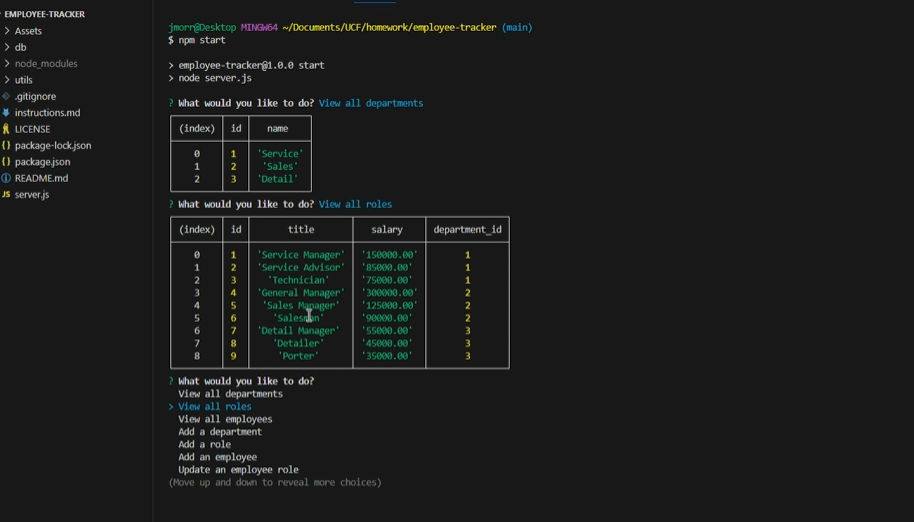 EMPLOYEE-TRACKER
Assets
db
node_modules
utils
.gitignore
instructions.md
LICENSE
package-lock.json
package.json
README.md
JS server.js
jmorr@Desktop MINGW64 ~/Documents/UCF/homework/employee-tracker (main)
$ npm start
> employee-tracker@1.0.0 start
> node server.js
? What would you like to do? View all departments
(index) id name
0 1 'Service'
1 2 'Sales'
2 3 'Detail'
? What would you like to do? View all roles
(index) id title salary department_id
0 1 'Service Manager' '150000.00' 1
1 2 'Service Advisor' '85000.00' 1
2 3 'Technician' '75000.00' 1
3 4 'General Manager' '300000.00' 2
4 5 'Sales Manager' '125000.00' 2
5 6 'Salesman' '90000.00' 2
6 7 'Detail Manager' '55000.00' 3
7 8 'Detailer' '45000.00' 3
8 9 'Porter' '35000.00' 3
? What would you like to do?
View all departments
> View all roles
View all employees
Add a department
Add a role
Add an employee
Update an employee role
(Move up and down to reveal more choices)